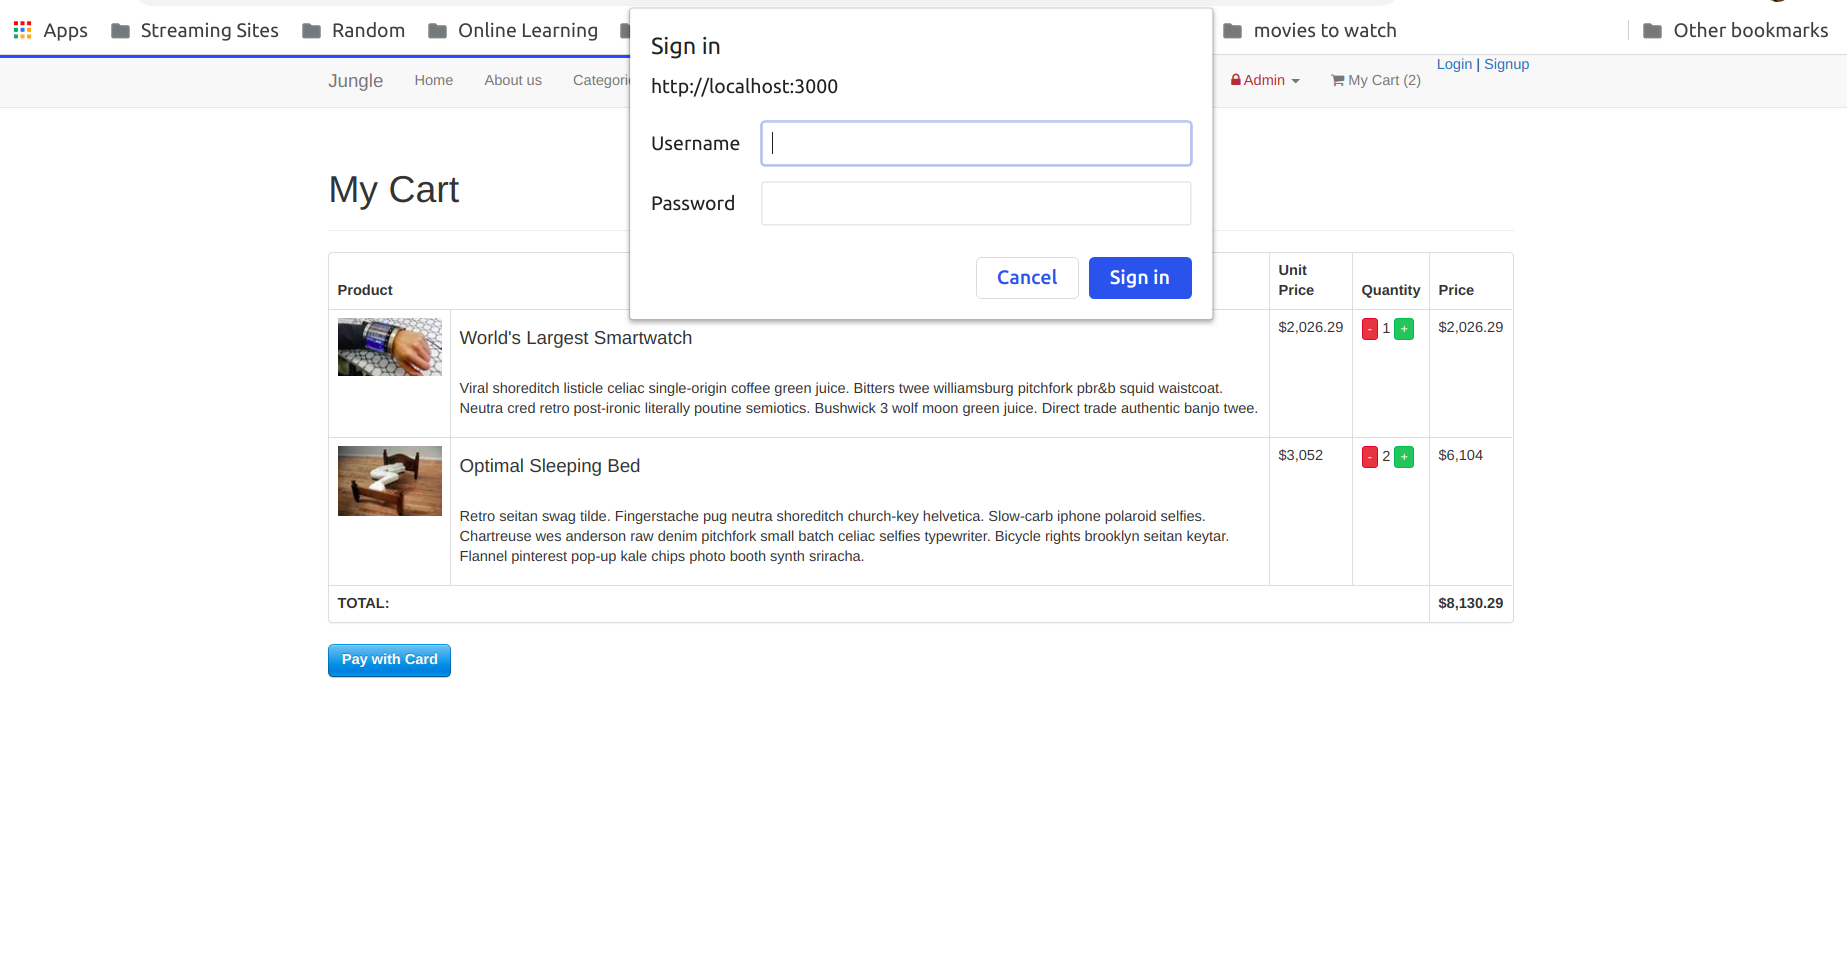 Apps Streaming Sites Random Online Learning movies to watch Other bookmarks
Jungle Home About us Admin My Cart (2) Login | Signup
Sign in
http://localhost:3000
Username
Password
Cancel Sign in
My Cart
Product Unit Price Quantity Price
World's Largest Smartwatch $2,026.29 - 1 + $2,026.29
Viral shoreditch listicle celiac single-origin coffee green juice. Bitters twee williamsburg pitchfork pbr&b squid waistcoat.
Neutra cred retro post-ironic literally poutine semiotics. Bushwick 3 wolf moon green juice. Direct trade authentic banjo twee.
Optimal Sleeping Bed $3,052 - 2 + $6,104
Retro seitan swag tilde. Fingerstache pug neutra shoreditch church-key helvetica. Slow-carb iphone polaroid selfies.
Chartreuse wes anderson raw denim pitchfork small batch celiac selfies typewriter. Bicycle rights brooklyn seitan keytar.
Flannel pinterest pop-up kale chips photo booth synth sriracha.
TOTAL: $8,130.29
Pay with Card